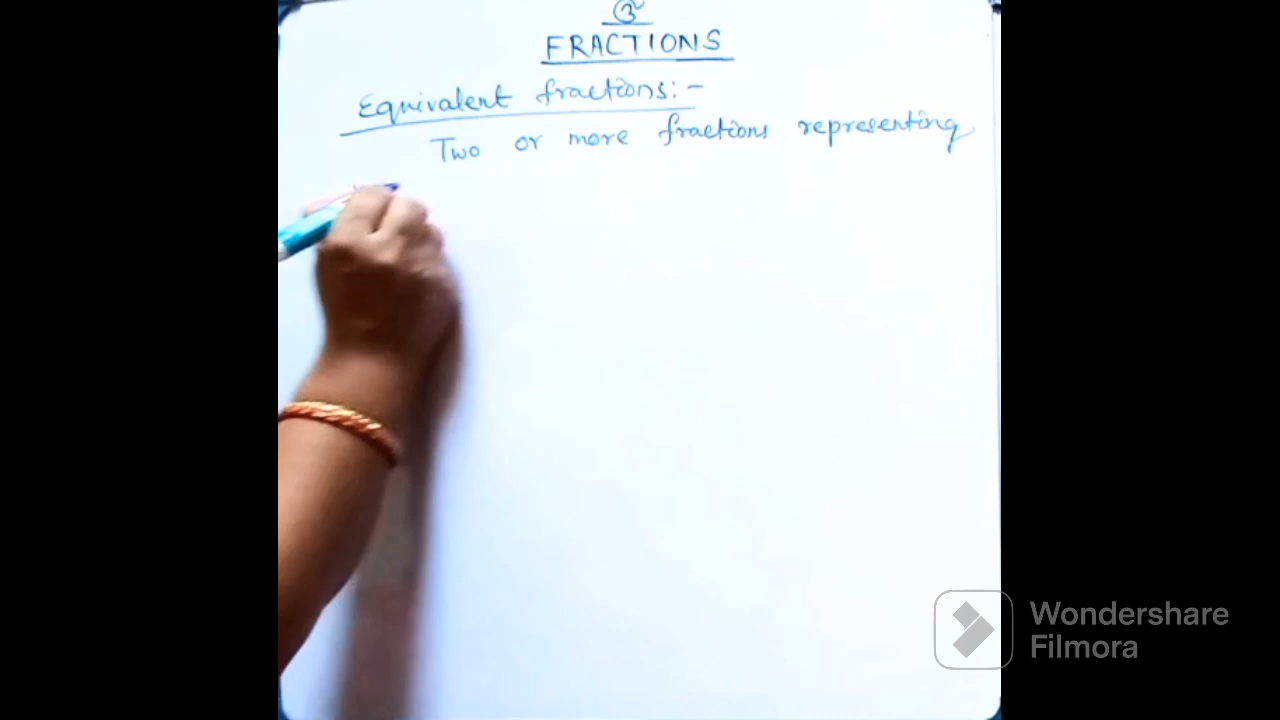 FRACTIONS
Equivalent fractions:-
Two or more fractions representing
Wondershare
Filmora